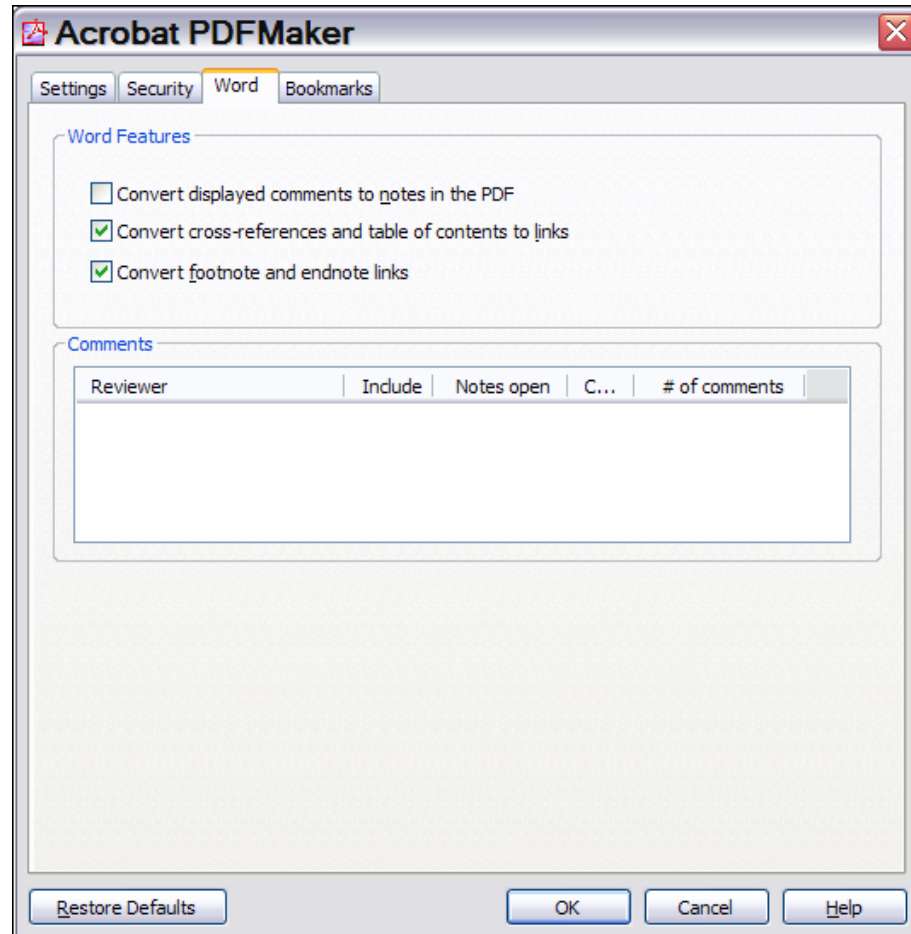 Acrobat PDFMaker
Settings Security Word Bookmarks
Word Features
Convert displayed comments to notes in the PDF
Convert cross-references and table of contents to links
Convert footnote and endnote links
Comments
Reviewer Include Notes open C... # of comments
Restore Defaults OK Cancel Help